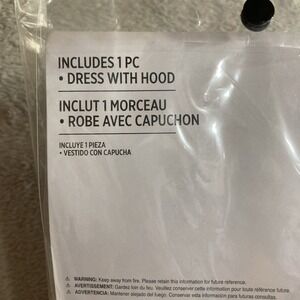 INCLUDES 1 PC
• DRESS WITH HOOD
INCLUT 1 MORCEAU
• ROBE AVEC CAPUCHON
INCLUYE 1 PIEZA
• VESTIDO CON CAPUCHA
⚠ WARNING: Keep away from fire. Please retain this information for future reference.
⚠ AVERTISSEMENT: Gardez loin du feu. Veuillez conserver cette information pour toute référence future.
⚠ ADVERTENCIA: Mantener alejado del fuego. Conservar esta información para futuras